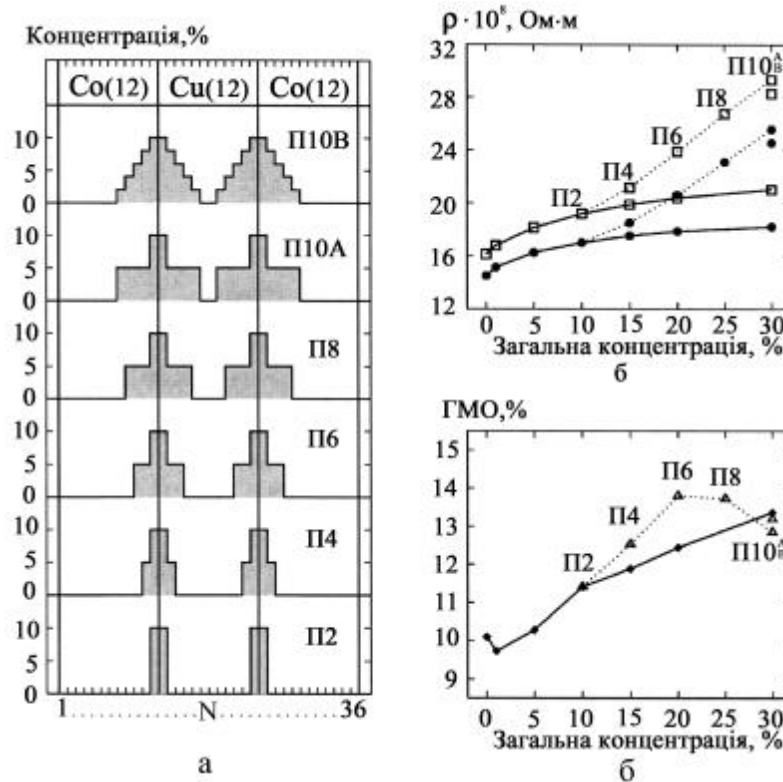 Концентрація,%
Co(12) Cu(12) Co(12)
10
5
0
П10В
10
5
0
П10А
10
5
0
П8
10
5
0
П6
10
5
0
П4
10
5
0
П2
1 N 36
а
ρ · 10⁸, Ом·м
32
28
24
20
16
12
П2
П4
П6
П8
П10 А В
0 5 10 15 20 25 30
Загальна концентрація, %
б
ГМО,%
15
14
13
12
11
10
9
П2
П4
П6
П8
П10 А В
0 5 10 15 20 25 30
Загальна концентрація, %
б